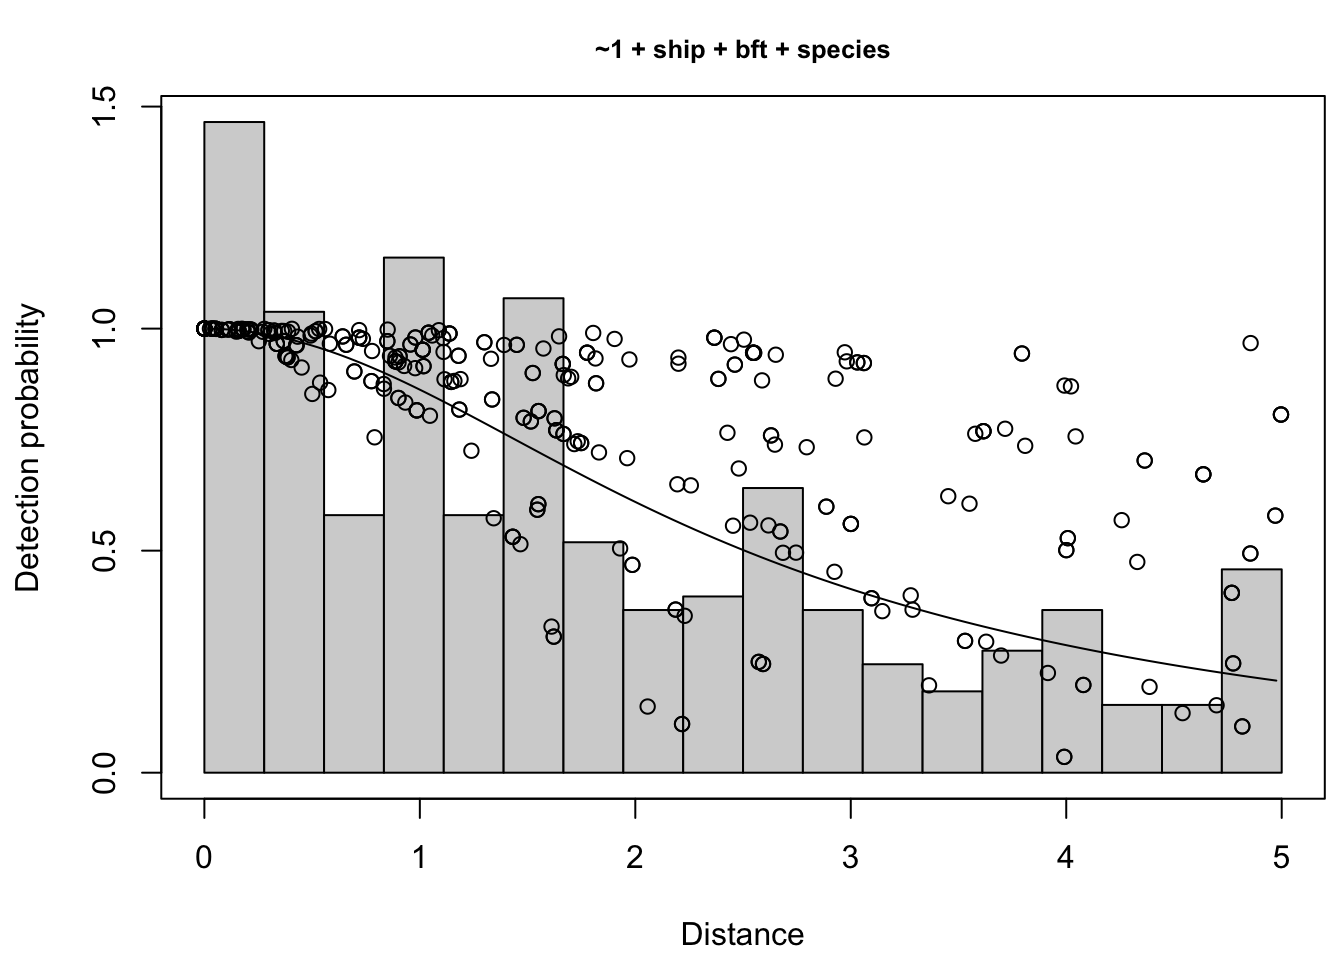 ~1 + ship + bft + species
Detection probability
1.5
1.0
0.5
0.0
0 1 2 3 4 5
Distance